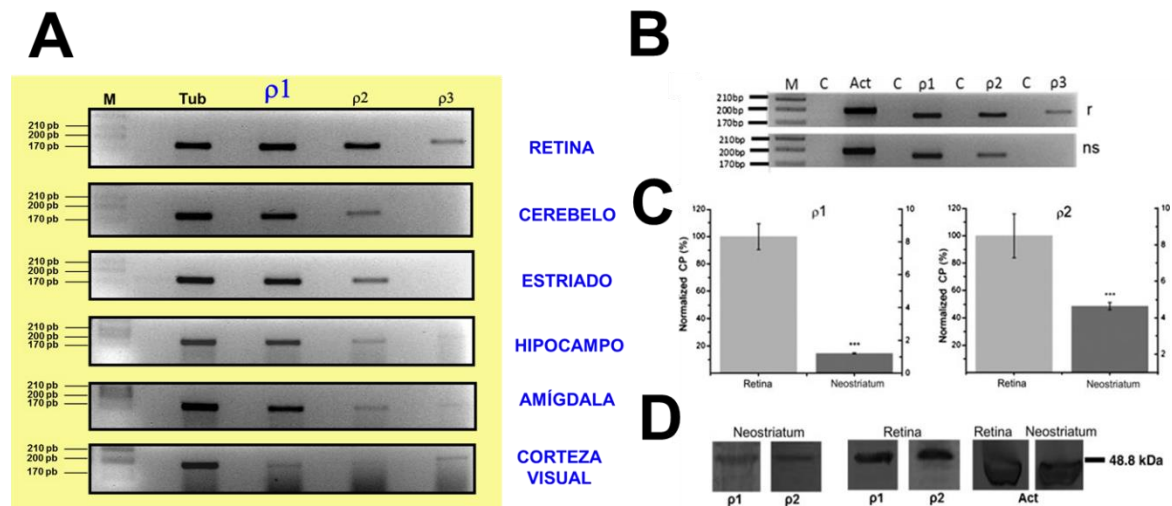 A
M Tub ρ1 ρ2 ρ3
210 pb
200 pb
170 pb
RETINA
210 pb
200 pb
170 pb
CEREBELO
210 pb
200 pb
170 pb
ESTRIADO
210 pb
200 pb
170 pb
HIPOCAMPO
210 pb
200 pb
170 pb
AMÍGDALA
210 pb
200 pb
170 pb
CORTEZA
VISUAL
B
M C Act C ρ1 C ρ2 C ρ3
210bp
200bp
170bp
r
210bp
200bp
170bp
ns
C
ρ1
Normalized CP (%)
120
100
80
60
40
20
10
8
6
4
2
0
***
Retina Neostriatum
ρ2
Normalized CP (%)
120
100
80
60
40
20
10
8
6
4
2
***
Retina Neostriatum
D
Neostriatum Retina Retina Neostriatum
48.8 kDa
ρ1 ρ2 ρ1 ρ2 Act